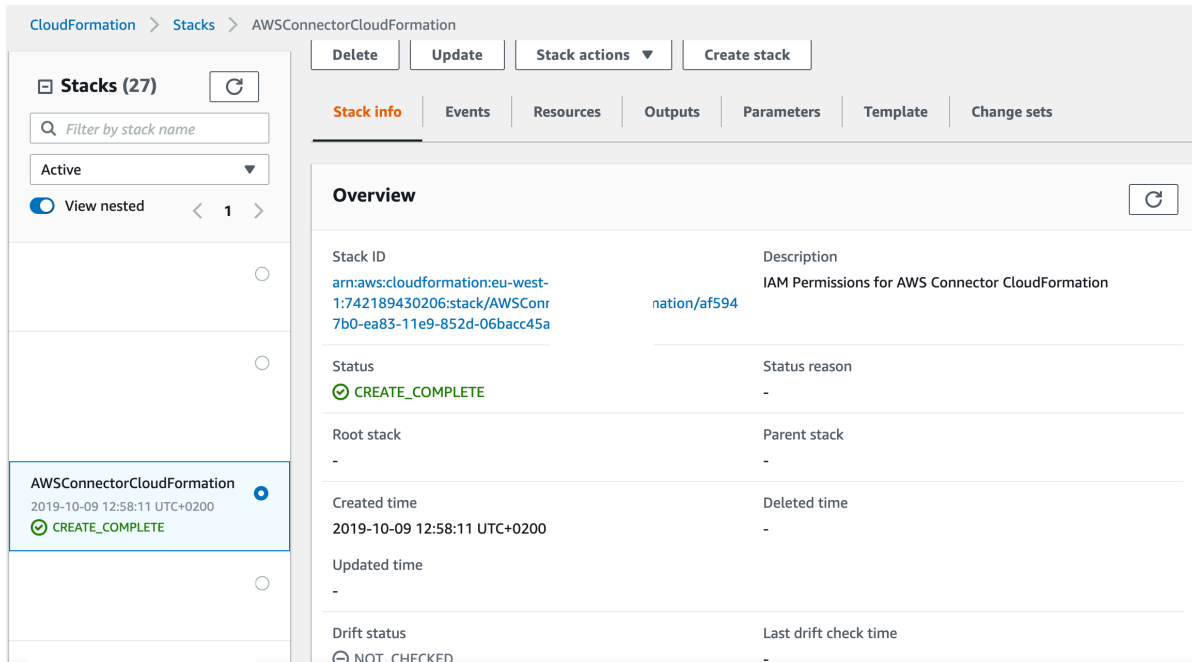 CloudFormation > Stacks > AWSConnectorCloudFormation
Stacks (27)
Filter by stack name
Active
View nested
1
AWSConnectorCloudFormation
2019-10-09 12:58:11 UTC+0200
CREATE_COMPLETE
Delete Update Stack actions Create stack
Stack info Events Resources Outputs Parameters Template Change sets
Overview
Stack ID
arn:aws:cloudformation:eu-west-
1:742189430206:stack/AWSConn mation/af594
7b0-ea83-11e9-852d-06bacc45a
Description
IAM Permissions for AWS Connector CloudFormation
Status
CREATE_COMPLETE
Status reason
-
Root stack
-
Parent stack
-
Created time
2019-10-09 12:58:11 UTC+0200
Deleted time
-
Updated time
-
Drift status
NOT_CHECKED
Last drift check time
-